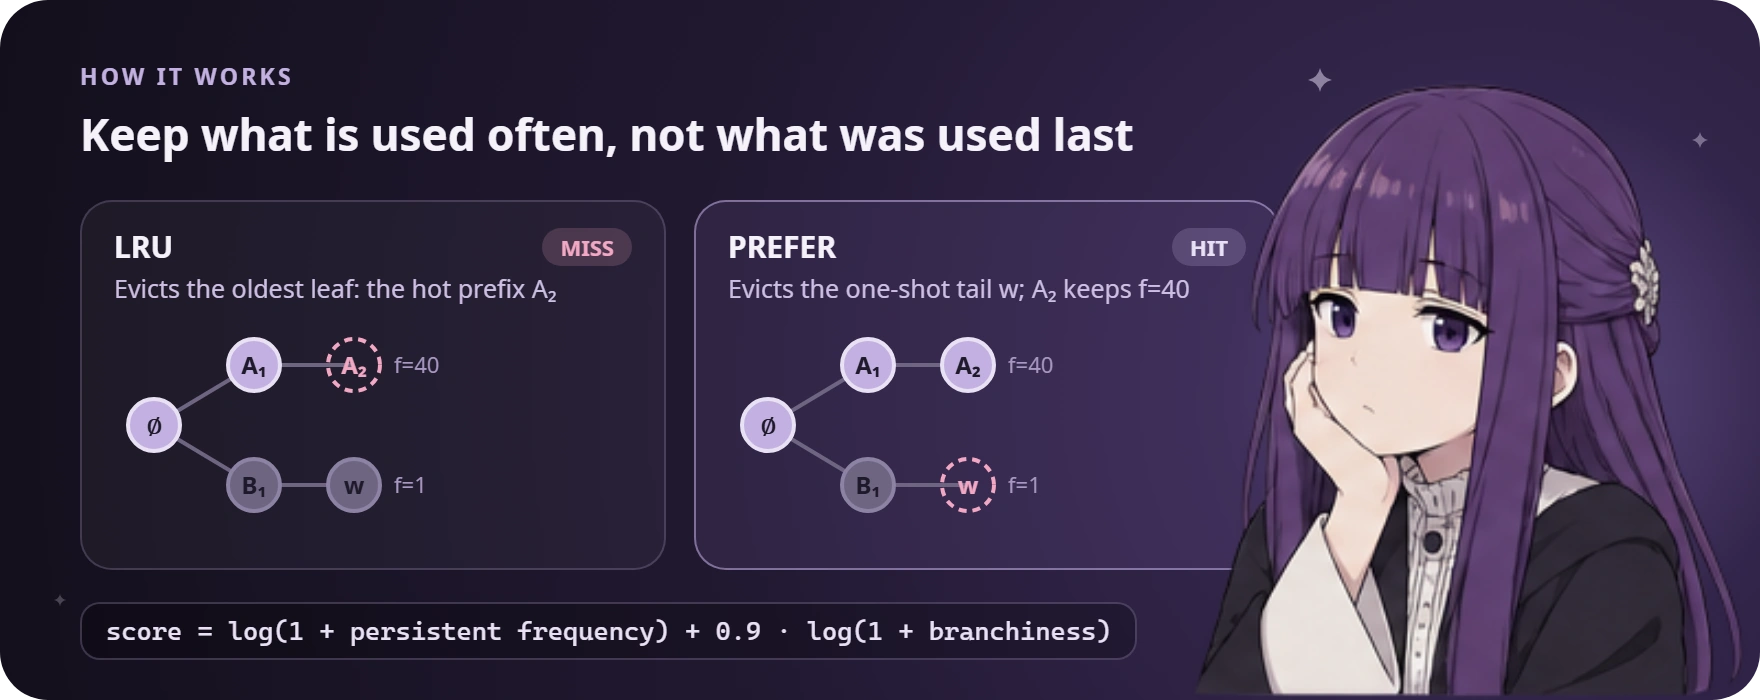 HOW IT WORKS
Keep what is used often, not what was used last
LRU
MISS
Evicts the oldest leaf: the hot prefix A₂
A₁
A₂
f=40
Ø
B₁
w
f=1
PREFER
HIT
Evicts the one-shot tail w; A₂ keeps f=40
A₁
A₂
f=40
Ø
B₁
w
f=1
score = log(1 + persistent frequency) + 0.9 · log(1 + branchiness)